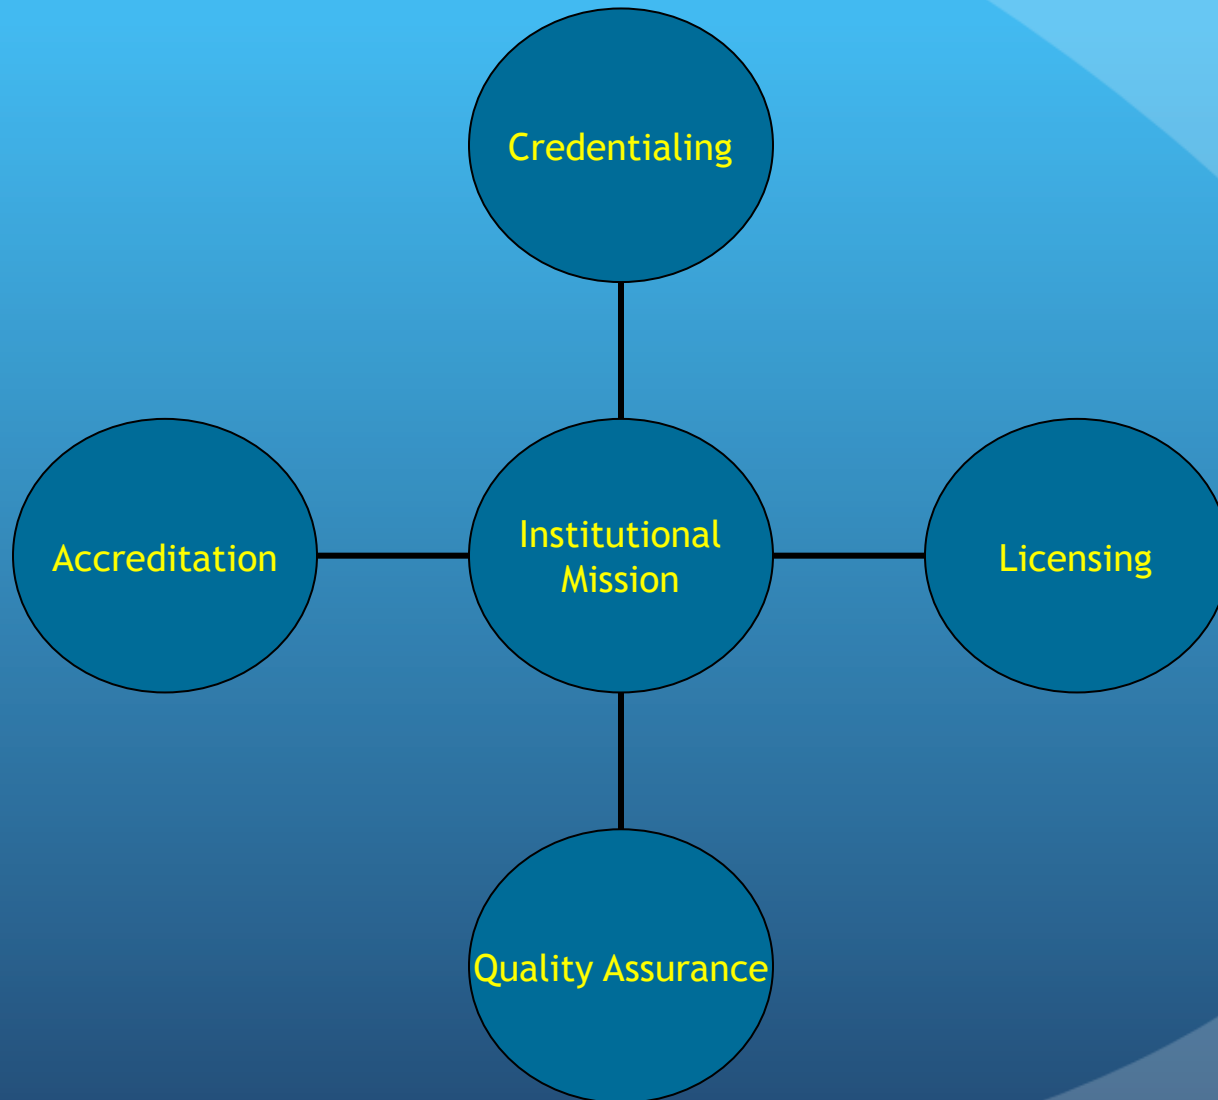 Credentialing
Accreditation
Institutional
Mission
Licensing
Quality Assurance